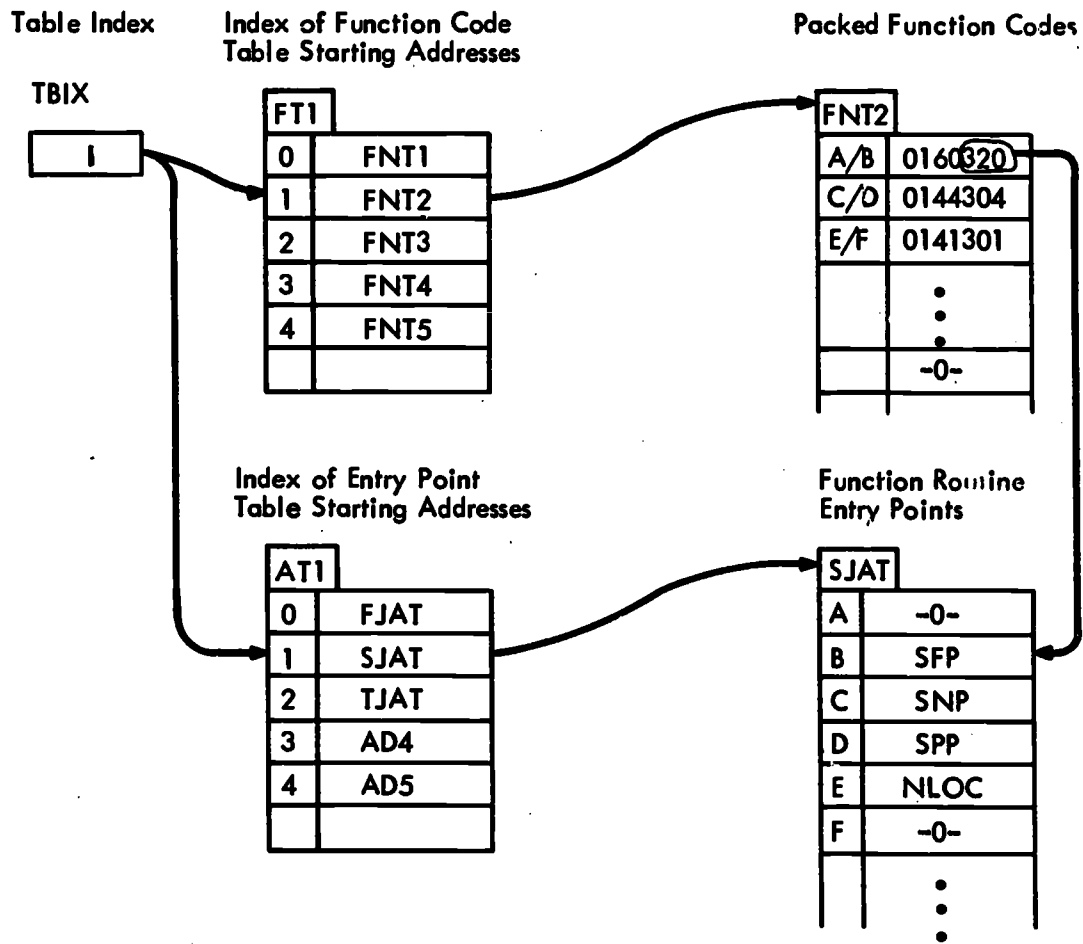 Table Index
Index of Function Code
Table Starting Addresses
Packed Function Codes
TBIX
1
FT1
0 FNT1
1 FNT2
2 FNT3
3 FNT4
4 FNT5
FNT2
A/B 0160320
C/D 0144304
E/F 0141301
-0-
Index of Entry Point
Table Starting Addresses
Function Routine
Entry Points
AT1
0 FJAT
1 SJAT
2 TJAT
3 AD4
4 AD5
SJAT
A -0-
B SFP
C SNP
D SPP
E NLOC
F -0-